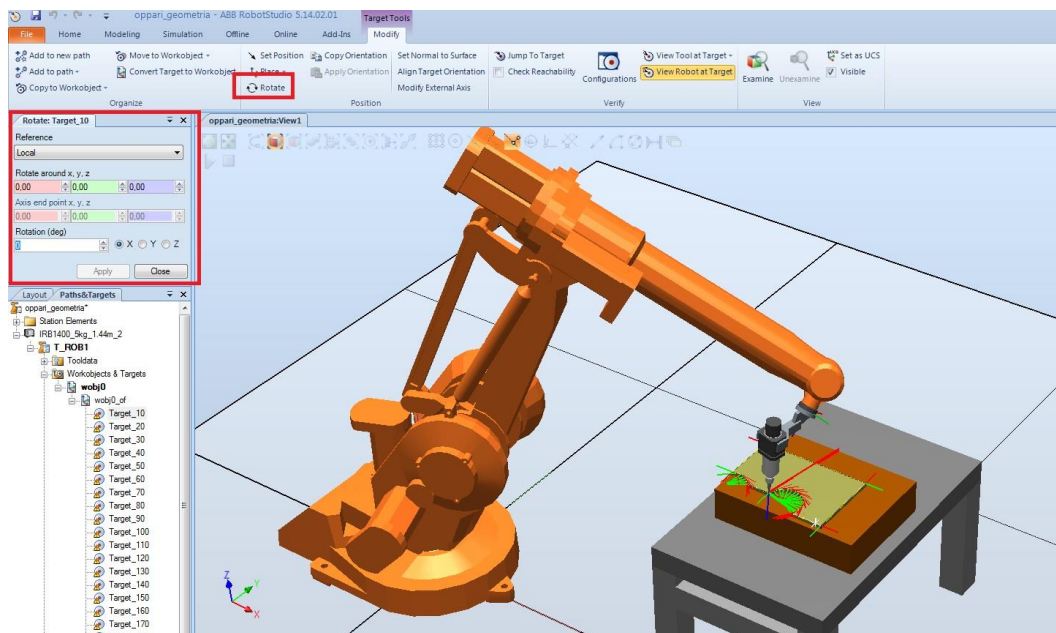 oppari_geometria - ABB RobotStudio 5.14.02.01
Target Tools
File Home Modeling Simulation Offline Online Add-Ins Modify
Add to new path Move to Workobject Set Position Copy Orientation Set Normal to Surface Jump To Target View Tool at Target Set as UCS
Add to path Convert Target to Workobject Place Apply Orientation Align Target Orientation Check Reachability Configurations View Robot at Target Examine Unexamine Visible
Copy to Workobject Rotate Modify External Axis
Organize Position Verify View
Rotate: Target_10
oppari_geometria:View1
Reference
Local
Rotate around x, y, z
0,00 0,00 0,00
Axis end point x, y, z
0,00 0,00 0,00
Rotation (deg)
0 X Y Z
Apply Close
Layout Paths&Targets
oppari_geometria*
Station Elements
IRB1400_5kg_1.44m_2
T_ROB1
Tooldata
Workobjects & Targets
wobj0
wobj0_of
Target_10
Target_20
Target_30
Target_40
Target_50
Target_60
Target_70
Target_80
Target_90
Target_100
Target_110
Target_120
Target_130
Target_140
Target_150
Target_160
Target_170
Z
Y
X